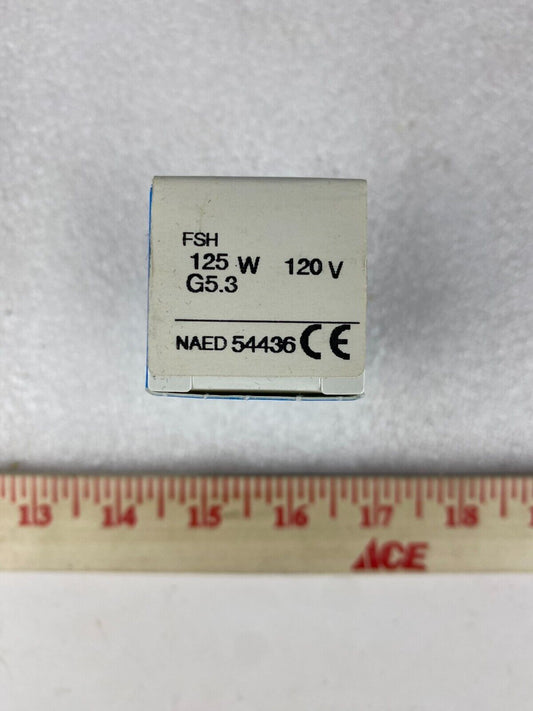 FSH
125 W 120 V
G5.3
NAED 54436 CE
13 14 15 16 17 18
ACE